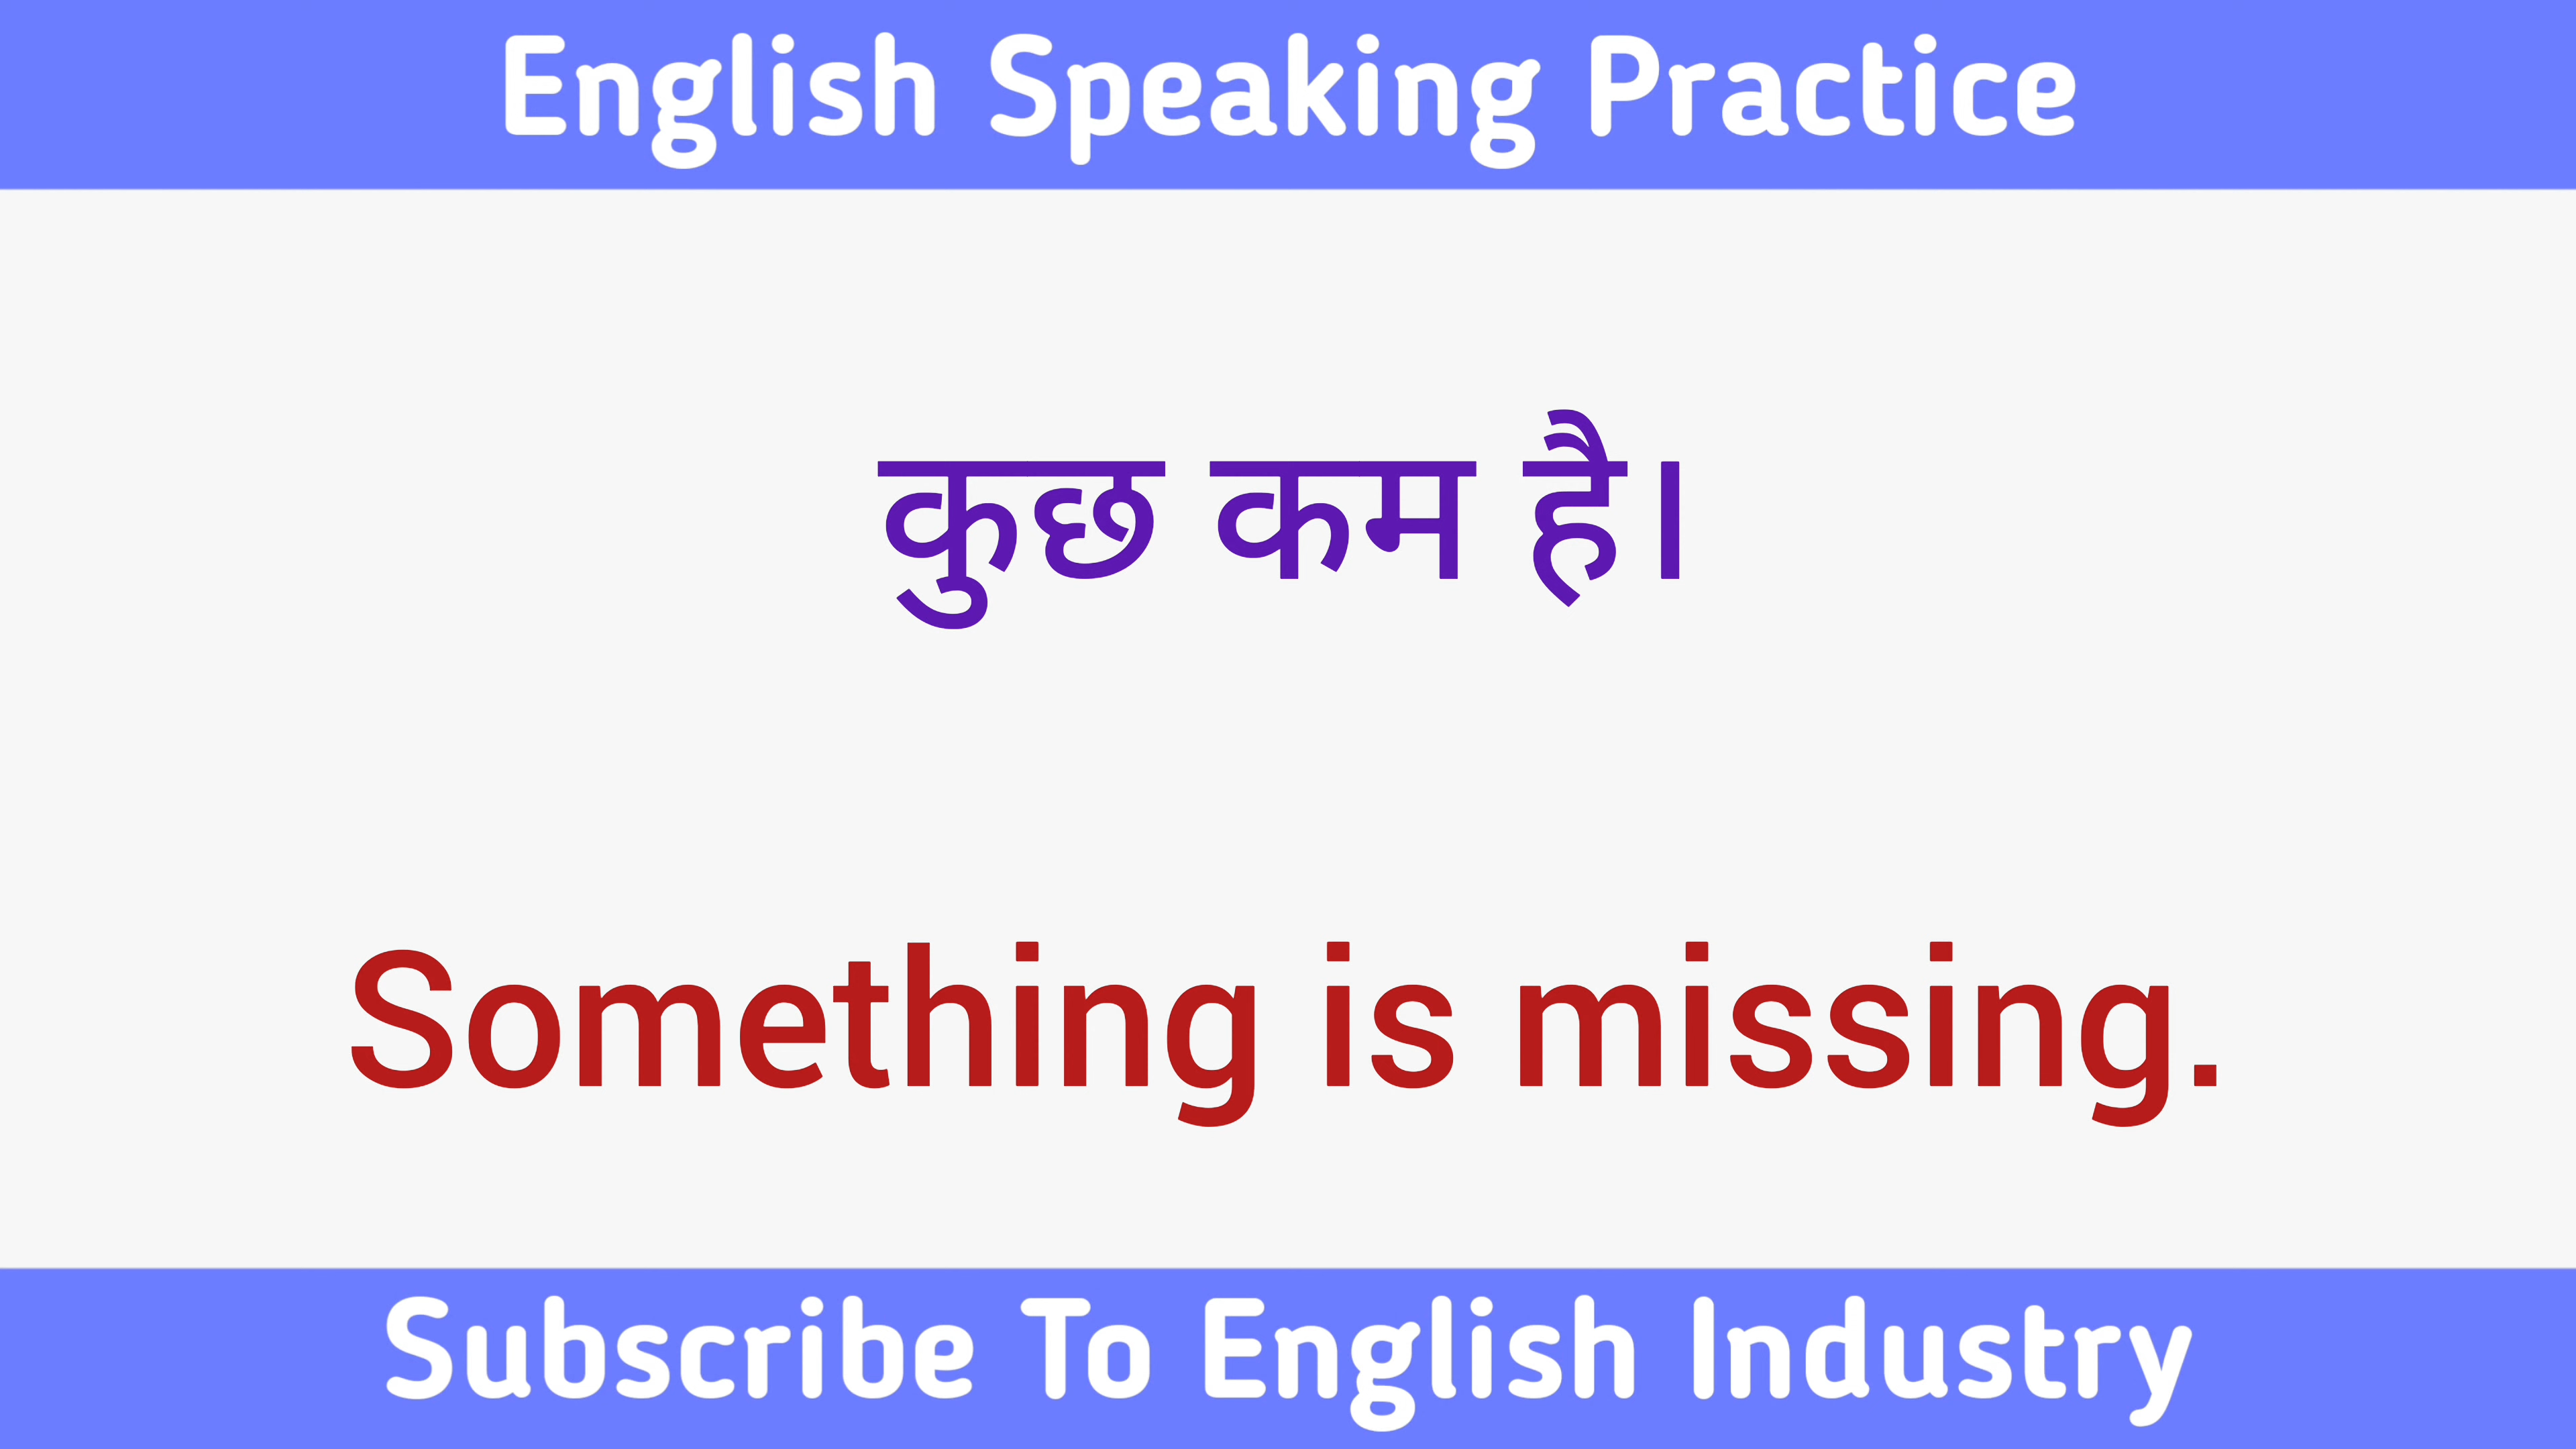 English Speaking Practice
कुछ कम है।
Something is missing.
Subscribe To English Industry